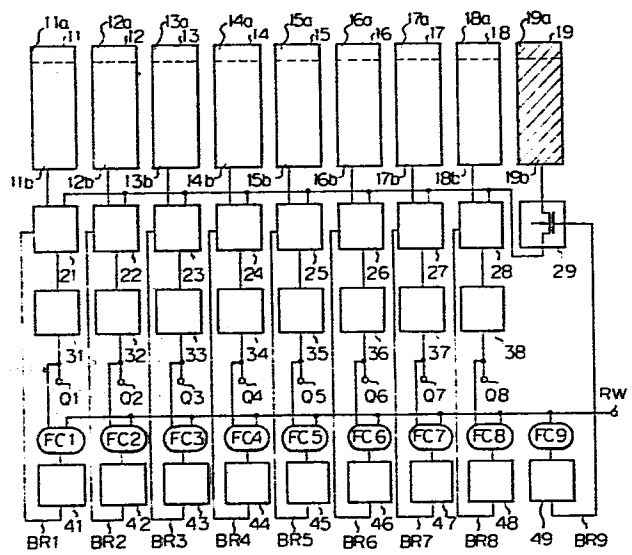 11a 11 12a 12 13a 13 14a 14 15a 15 16a 16 17a 17 18a 18 19a 19
11b 12b 13b 14b 15b 16b 17b 18b 19b
21 22 23 24 25 26 27 28 29
31 32 33 34 35 36 37 38
O1 O2 O3 O4 O5 O6 O7 O8 RW
FC1 FC2 FC3 FC4 FC5 FC6 FC7 FC8 FC9
41 42 43 44 45 46 47 48 49
BR1 BR2 BR3 BR4 BR5 BR6 BR7 BR8 BR9